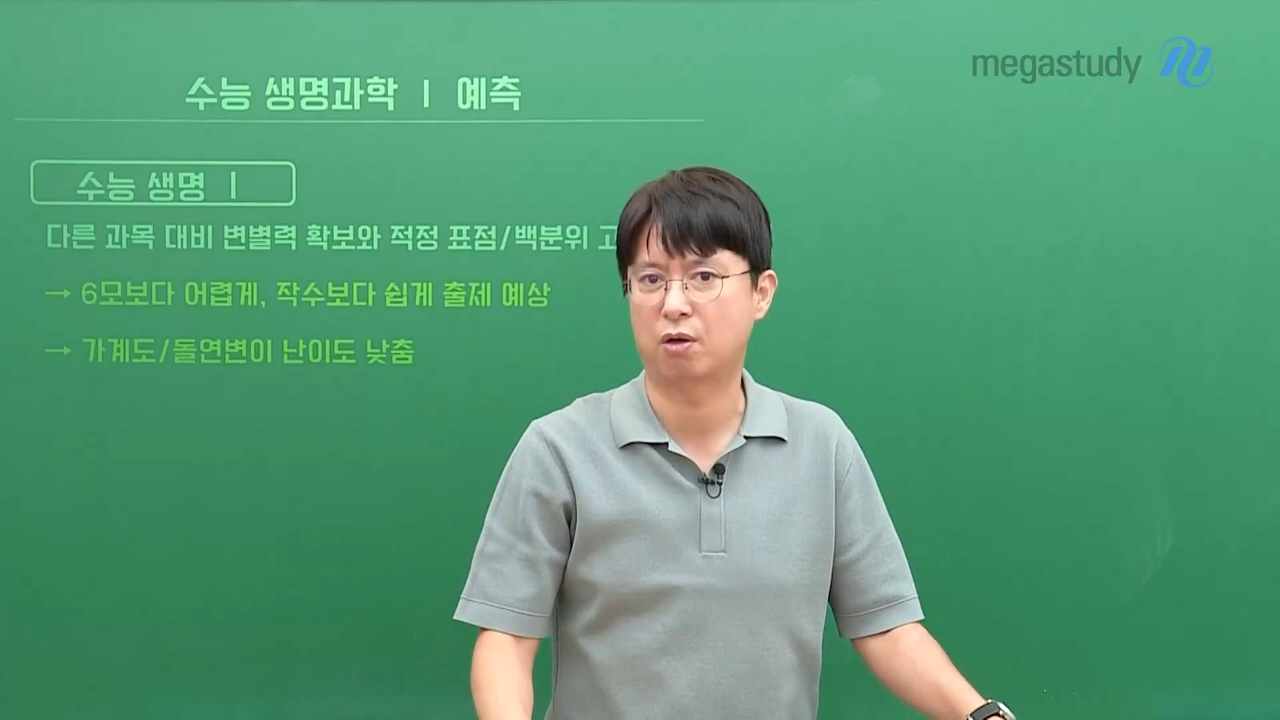 megastudy
수능 생명과학 I 예측
수능 생명 I
다른 과목 대비 변별력 확보와 적정 표점/백분위
→ 6모보다 어렵게, 작수보다 쉽게 출제 예상
→ 가계도/돌연변이 난이도 낮춤